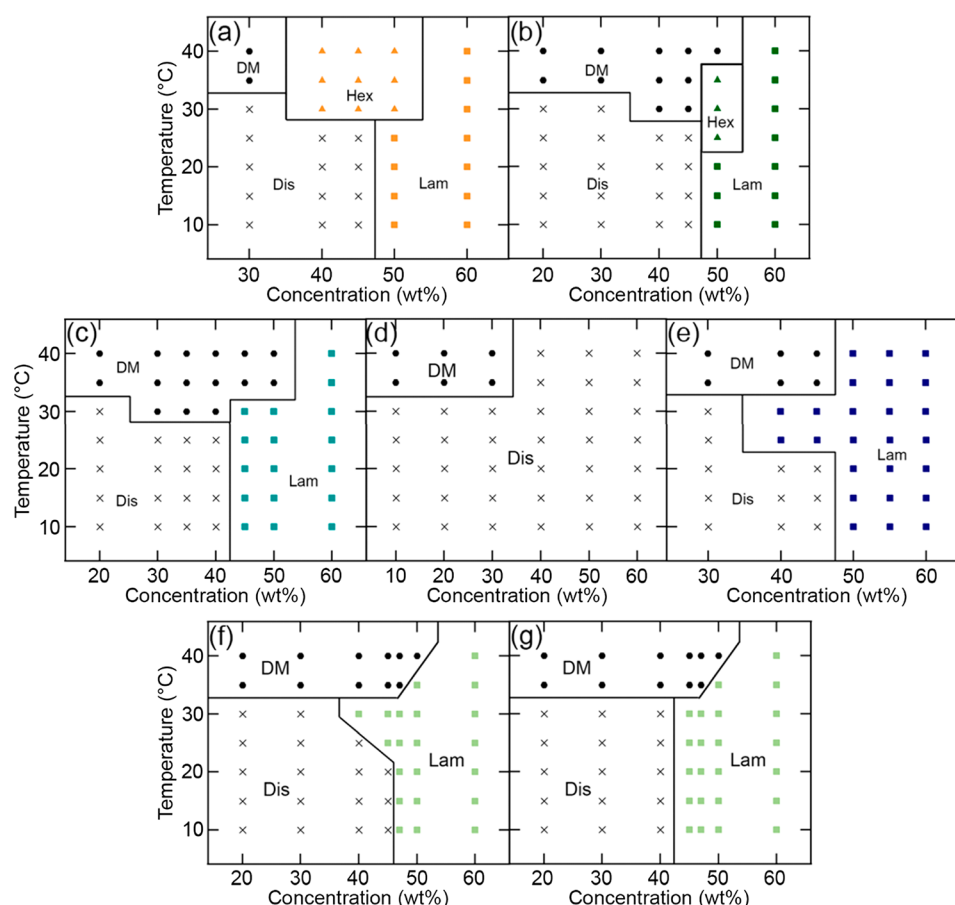 (a)
(b)
Temperature (°C)
40
30
20
10
DM
Hex
Dis
Lam
DM
Hex
Dis
Lam
30
40
50
60
20
30
40
50
60
Concentration (wt%)
Concentration (wt%)
(c)
(d)
(e)
Temperature (°C)
40
30
20
10
DM
Dis
Lam
DM
Dis
DM
Dis
Lam
20
30
40
50
60
10
20
30
40
50
60
30
40
50
60
Concentration (wt%)
Concentration (wt%)
Concentration (wt%)
(f)
(g)
Temperature (°C)
40
30
20
10
DM
Dis
Lam
DM
Dis
Lam
20
30
40
50
60
20
30
40
50
60
Concentration (wt%)
Concentration (wt%)